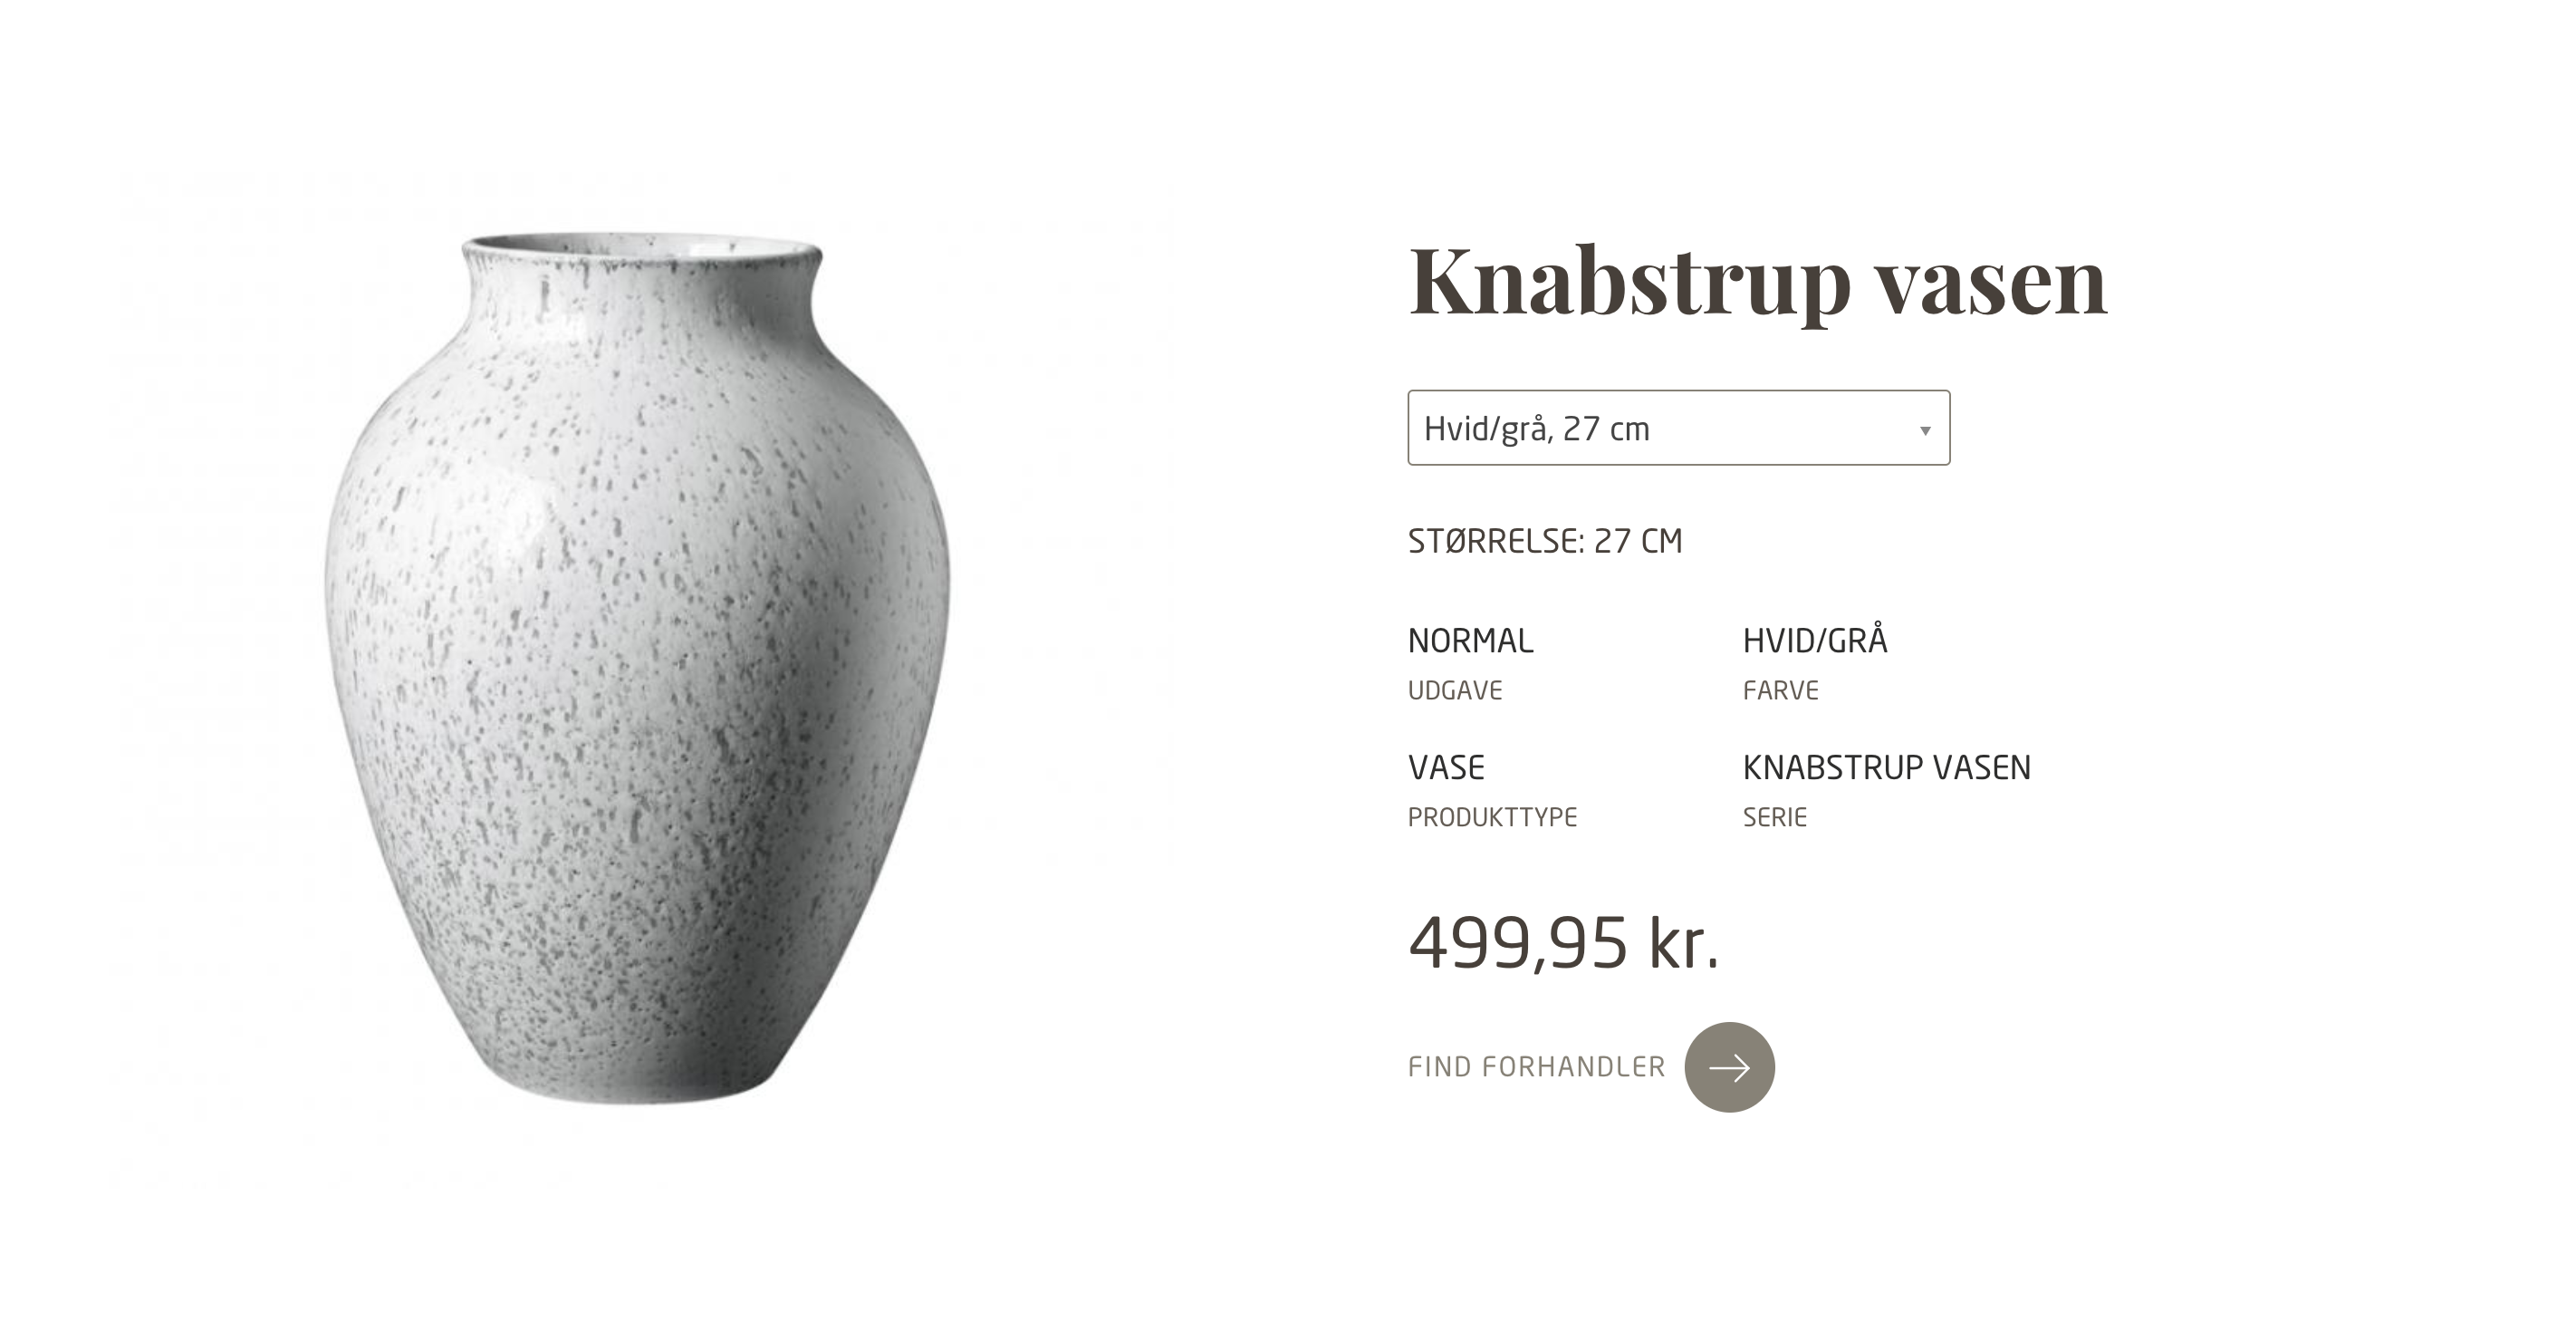 Knabstrup vasen
Hvid/grå, 27 cm
STØRRELSE: 27 CM
NORMAL
UDGAVE
HVID/GRÅ
FARVE
VASE
PRODUKTTYPE
KNABSTRUP VASEN
SERIE
499,95 kr.
FIND FORHANDLER